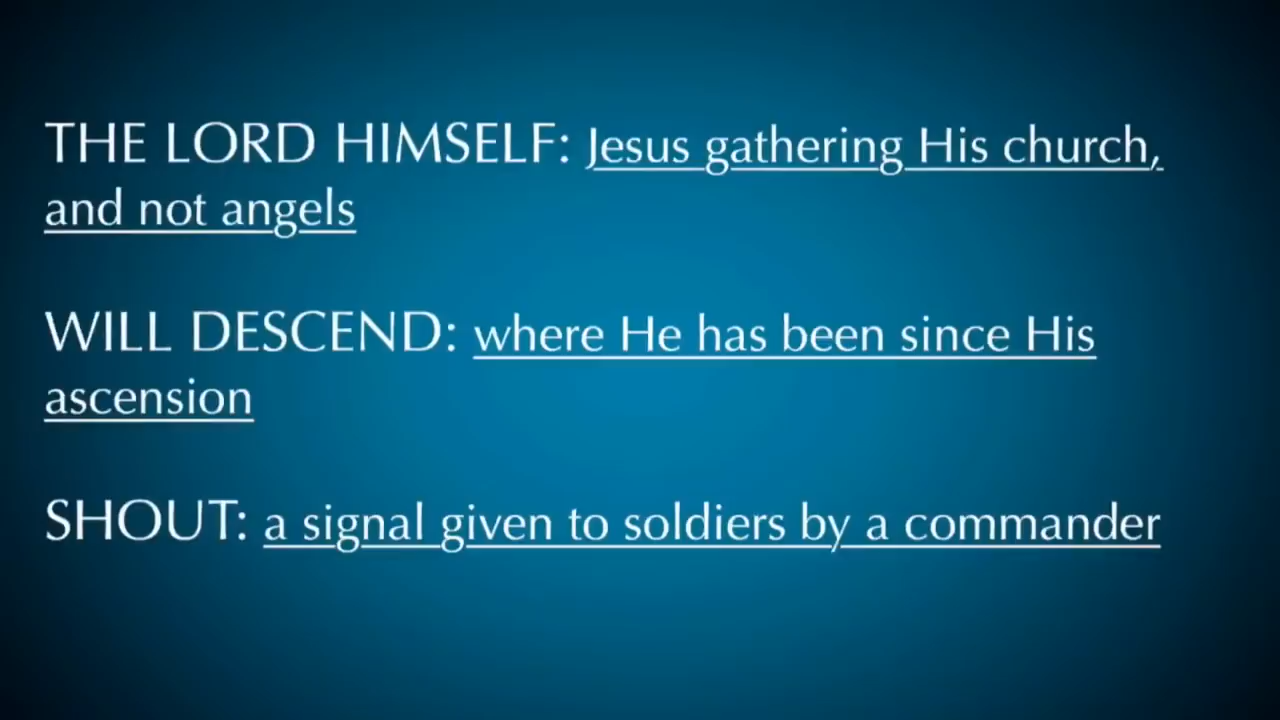 THE LORD HIMSELF: Jesus gathering His church,
and not angels
WILL DESCEND: where He has been since His
ascension
SHOUT: a signal given to soldiers by a commander